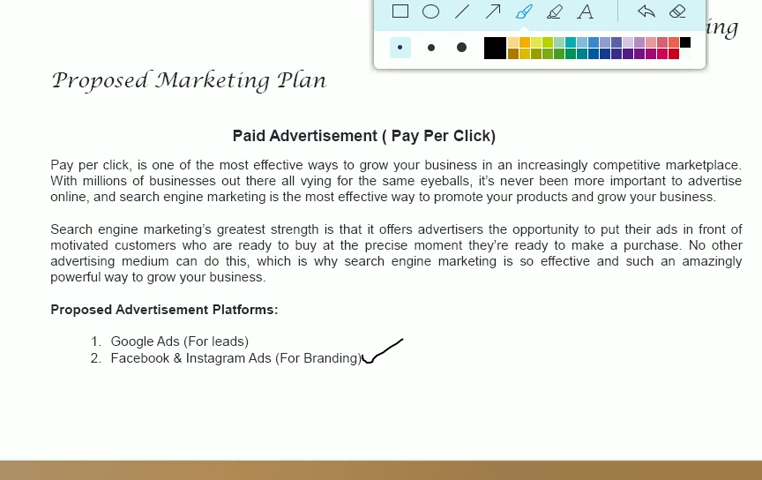 ing
Proposed Marketing Plan
Paid Advertisement ( Pay Per Click)
Pay per click, is one of the most effective ways to grow your business in an increasingly competitive marketplace.
With millions of businesses out there all vying for the same eyeballs, it's never been more important to advertise
online, and search engine marketing is the most effective way to promote your products and grow your business.
Search engine marketing's greatest strength is that it offers advertisers the opportunity to put their ads in front of
motivated customers who are ready to buy at the precise moment they're ready to make a purchase. No other
advertising medium can do this, which is why search engine marketing is so effective and such an amazingly
powerful way to grow your business.
Proposed Advertisement Platforms:
1. Google Ads (For leads)
2. Facebook & Instagram Ads (For Branding)